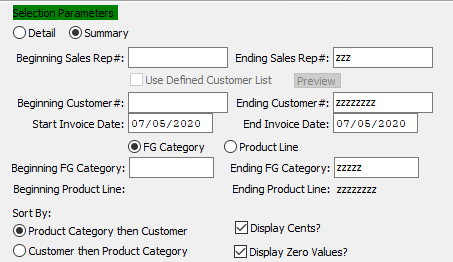 Selection Parameters
Detail Summary
Beginning Sales Rep#: Ending Sales Rep#: zzz
Use Defined Customer List Preview
Beginning Customer#: Ending Customer#: zzzzzzzz
Start Invoice Date: 07/05/2020 End Invoice Date: 07/05/2020
FG Category Product Line
Beginning FG Category: Ending FG Category: zzzzz
Beginning Product Line: Ending Product Line: zzzzzzzz
Sort By:
Product Category then Customer Display Cents?
Customer then Product Category Display Zero Values?